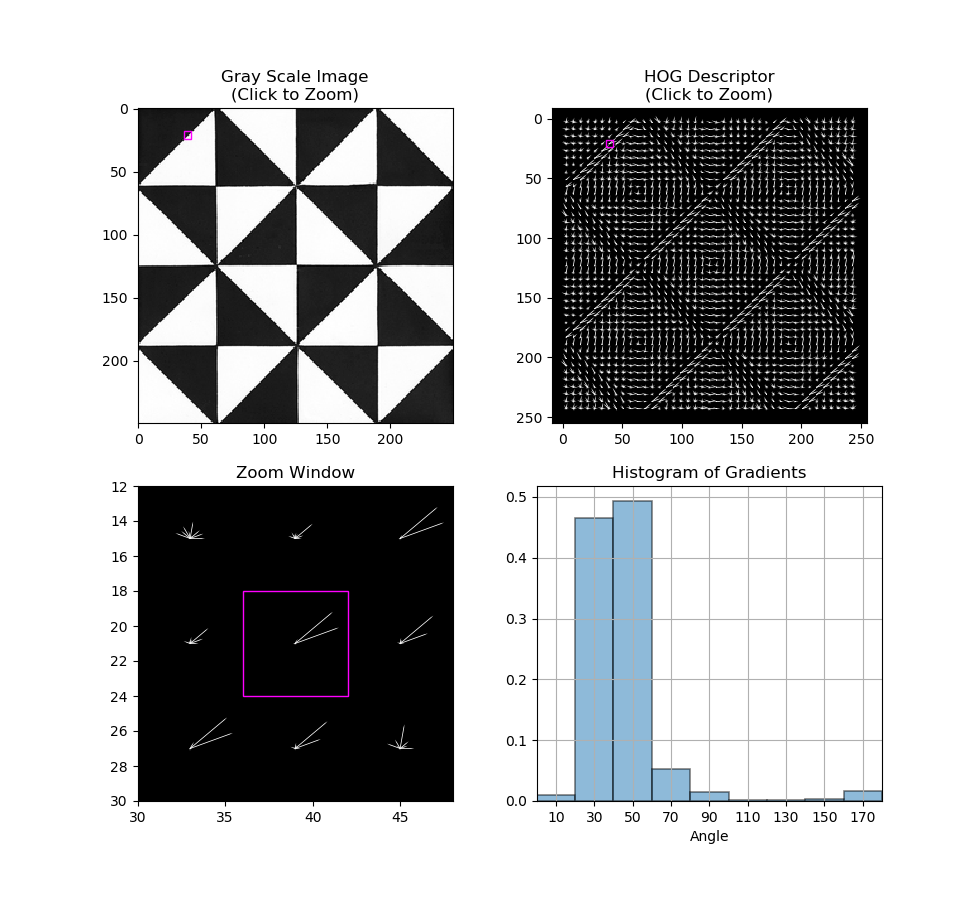 Gray Scale Image
(Click to Zoom)
0
50
100
150
200
0 50 100 150 200
HOG Descriptor
(Click to Zoom)
0
50
100
150
200
250
0 50 100 150 200 250
Zoom Window
12
14
16
18
20
22
24
26
28
30
30 35 40 45
Histogram of Gradients
0.5
0.4
0.3
0.2
0.1
0.0
10 30 50 70 90 110 130 150 170
Angle